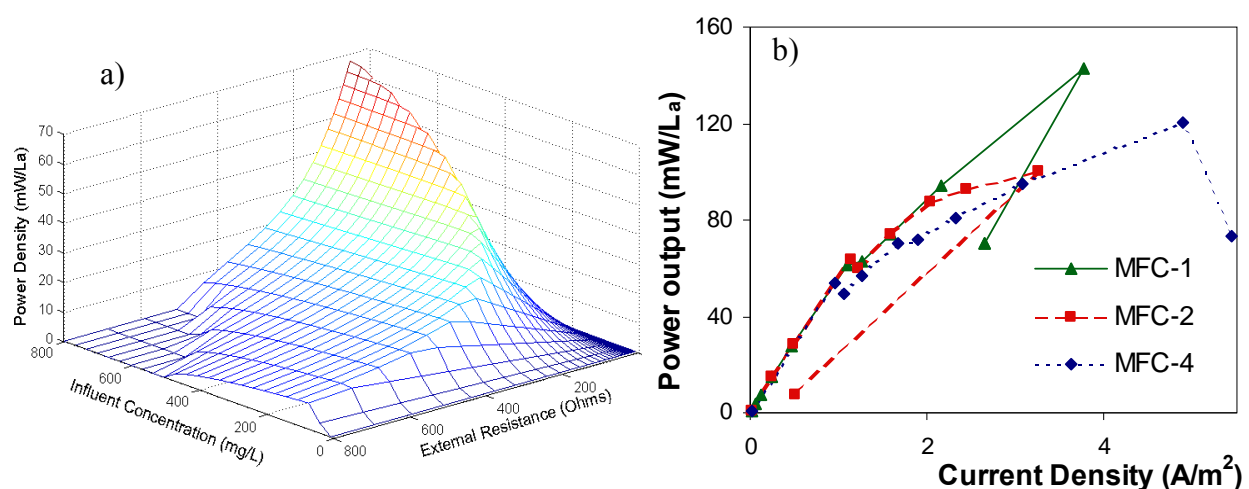 a)
70
60
50
40
30
20
10
0
Power Density (mW/La)
800
600
400
200
0
Influent Concentration (mg/L)
800
600
400
200
External Resistance (Ohms)
b)
160
120
80
40
0
Power output (mW/La)
0
2
4
Current Density (A/m²)
MFC-1
MFC-2
MFC-4